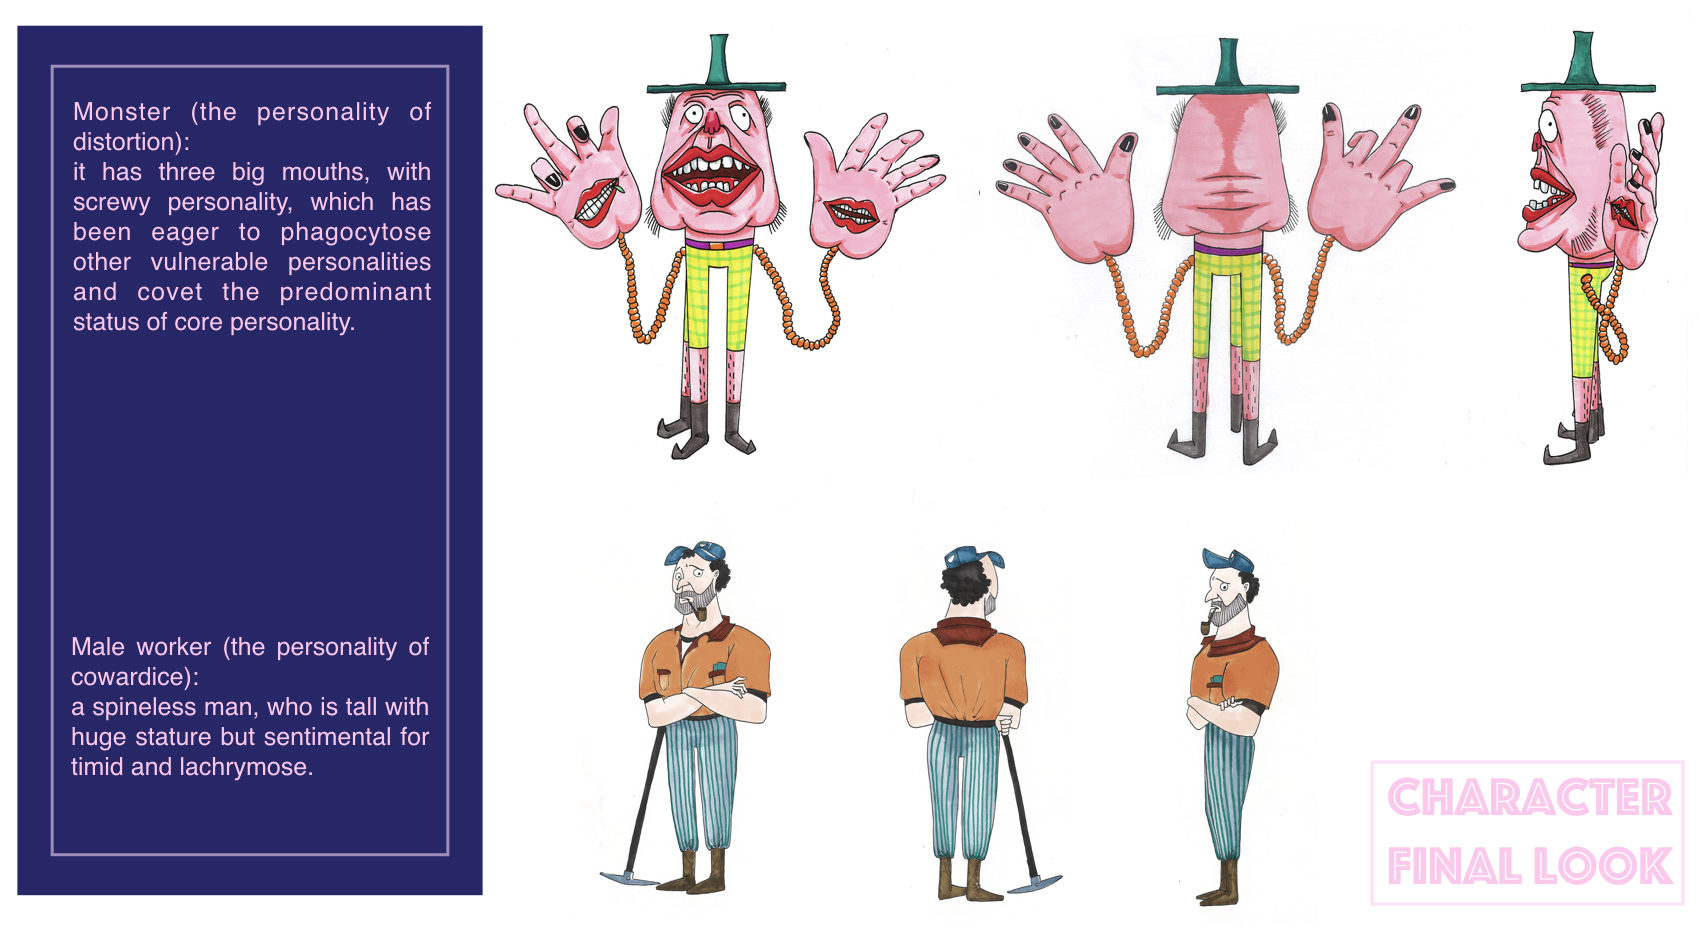 Monster (the personality of
distortion):
it has three big mouths, with
screwy personality, which has
been eager to phagocytose
other vulnerable personalities
and covet the predominant
status of core personality.
Male worker (the personality of
cowardice):
a spineless man, who is tall with
huge stature but sentimental for
timid and lachrymose.
CHARACTER
FINAL LOOK